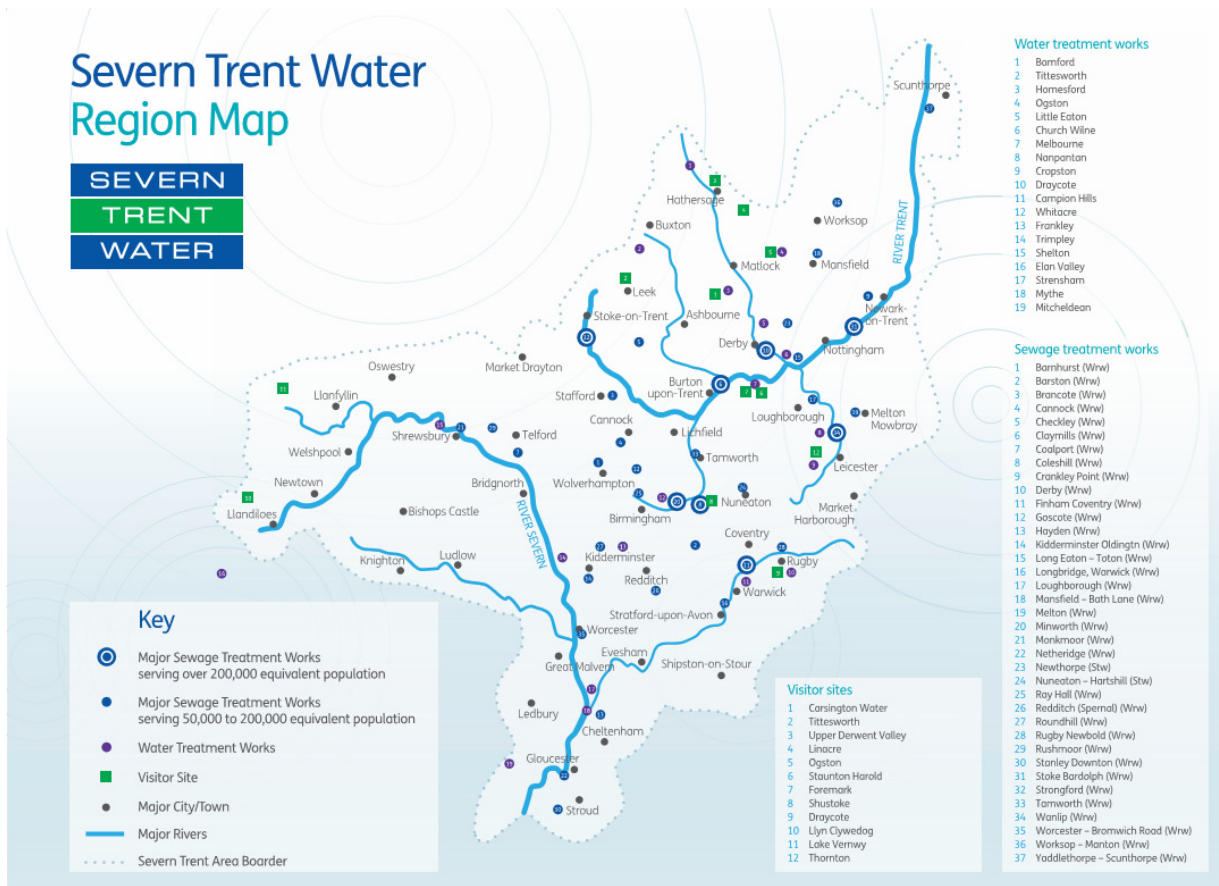 Severn Trent Water
Region Map
SEVERN
TRENT
WATER
Scunthorpe
Hathersage
Worksop
Buxton
RIVER TRENT
Matlock
Mansfield
Leek
Newark-
on-Trent
Stoke-on-Trent
Ashbourne
Derby
Nottingham
Oswestry
Market Drayton
Burton
upon-Trent
Stafford
Llanfyllin
Loughborough
Melton
Mowbray
Cannock
Lichfield
Shrewsbury
Telford
Welshpool
Tamworth
Leicester
Wolverhampton
Newtown
Bridgnorth
Nuneaton
Market
Harborough
Llandiloes
Bishops Castle
RIVER SEVERN
Birmingham
Coventry
Knighton
Ludlow
Kidderminster
Rugby
Redditch
Warwick
Stratford-upon-Avon
Worcester
Evesham
Great Malvern
Shipston-on-Stour
Ledbury
Cheltenham
Gloucester
Stroud
Key
Major Sewage Treatment Works
serving over 200,000 equivalent population
Major Sewage Treatment Works
serving 50,000 to 200,000 equivalent population
Water Treatment Works
Visitor Site
Major City/Town
Major Rivers
Severn Trent Area Boarder
Visitor sites
1 Carsington Water
2 Tittesworth
3 Upper Derwent Valley
4 Linacre
5 Ogston
6 Staunton Harold
7 Foremark
8 Shustoke
9 Draycote
10 Llyn Clywedog
11 Lake Vernwy
12 Thornton
Water treatment works
1 Bamford
2 Tittesworth
3 Homesford
4 Ogston
5 Little Eaton
6 Church Wilne
7 Melbourne
8 Nanpantan
9 Cropston
10 Draycote
11 Campion Hills
12 Whitacre
13 Frankley
14 Trimpley
15 Shelton
16 Elan Valley
17 Strensham
18 Mythe
19 Mitcheldean
Sewage treatment works
1 Barnhurst (Wrw)
2 Barston (Wrw)
3 Brancote (Wrw)
4 Cannock (Wrw)
5 Checkley (Wrw)
6 Claymills (Wrw)
7 Coalport (Wrw)
8 Coleshill (Wrw)
9 Crankley Point (Wrw)
10 Derby (Wrw)
11 Finham Coventry (Wrw)
12 Goscote (Wrw)
13 Hayden (Wrw)
14 Kidderminster Oldingtn (Wrw)
15 Long Eaton – Toton (Wrw)
16 Longbridge, Warwick (Wrw)
17 Loughborough (Wrw)
18 Mansfield – Bath Lane (Wrw)
19 Melton (Wrw)
20 Minworth (Wrw)
21 Monkmoor (Wrw)
22 Netheridge (Wrw)
23 Newthorpe (Stw)
24 Nuneaton – Hartshill (Stw)
25 Ray Hall (Wrw)
26 Redditch (Spernal) (Wrw)
27 Roundhill (Wrw)
28 Rugby Newbold (Wrw)
29 Rushmoor (Wrw)
30 Stanley Downton (Wrw)
31 Stoke Bardolph (Wrw)
32 Strongford (Wrw)
33 Tamworth (Wrw)
34 Wanlip (Wrw)
35 Worcester – Bromwich Road (Wrw)
36 Worksop – Manton (Wrw)
37 Yaddlethorpe – Scunthorpe (Wrw)